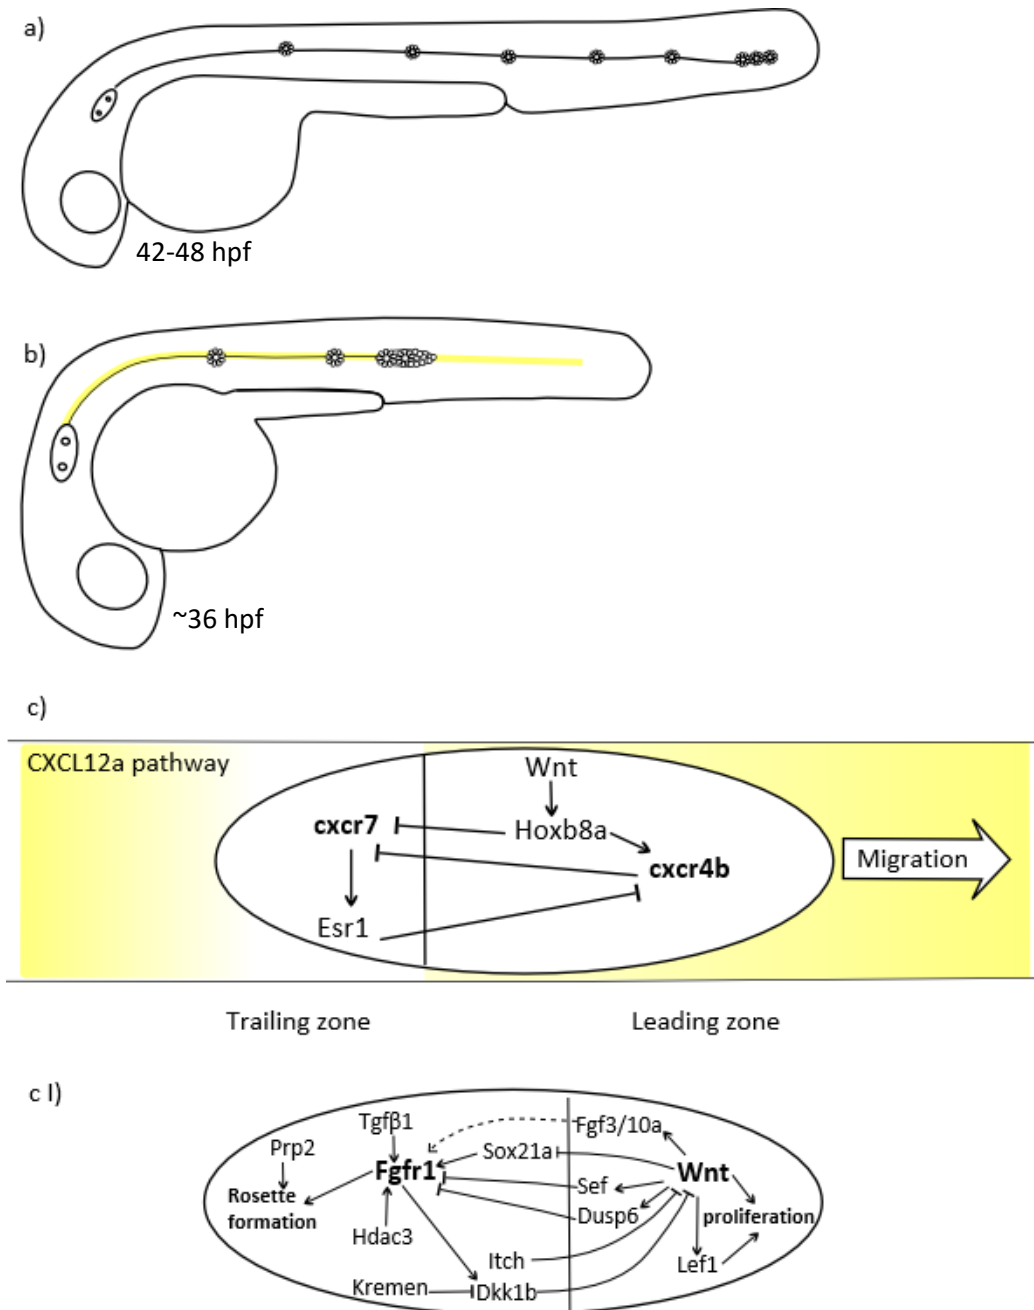 a)
42-48 hpf
b)
~36 hpf
c)
CXCL12a pathway
Wnt
cxcr7
Hoxb8a
cxcr4b
Migration
Esr1
Trailing zone
Leading zone
c I)
Tgfβ1
Fgf3/10a
Prp2
Sox21a
Fgfr1
Wnt
Rosette
formation
Sef
Dusp6
proliferation
Hdac3
Itch
Lef1
Kremen
Dkk1b